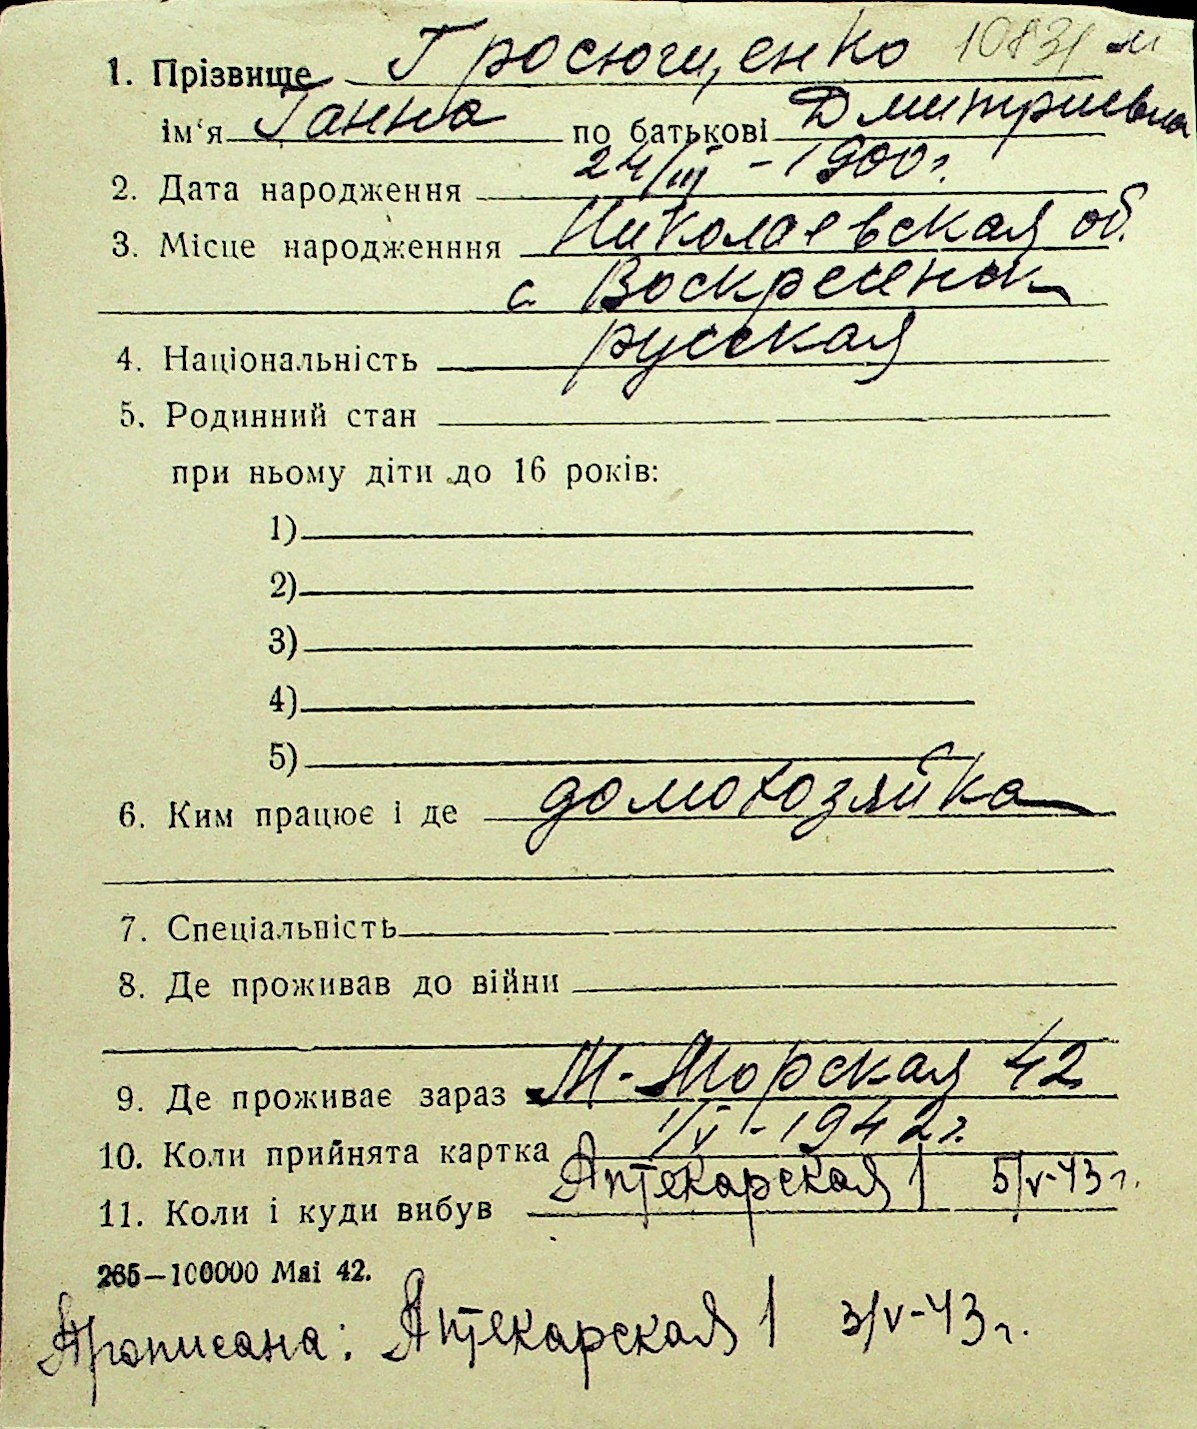 1. Прізвище Гросющенко
ім'я Ганна по батькові Дмитриевна
2. Дата народження 24/III - 1900 г.
3. Місце народженння Николаевская об.
с. Воскресенск
4. Національність русская
5. Родинний стан
при ньому діти до 16 років:
1)
2)
3)
4)
5)
6. Ким працює і де домохозяйка
7. Спеціальність
8. Де проживав до війни
9. Де проживає зараз М-Морская 42
10. Коли прийнята картка 1/V-1942 г.
11. Коли і куди вибув Аптекарская 1 5/V-43 г.
265—100000 Mai 42.
Прописана: Аптекарская 1 3/V-43 г.